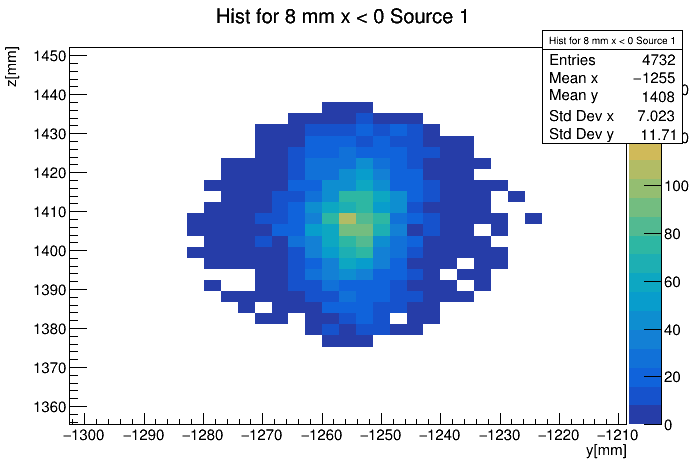 Hist for 8 mm x < 0 Source 1
z[mm]
1450
1440
1430
1420
1410
1400
1390
1380
1370
1360
Hist for 8 mm x < 0 Source 1
Entries 4732
Mean x −1255
Mean y 1408
Std Dev x 7.023
Std Dev y 11.71
100
80
60
40
20
0
−1300 −1290 −1280 −1270 −1260 −1250 −1240 −1230 −1220 −1210
y[mm]